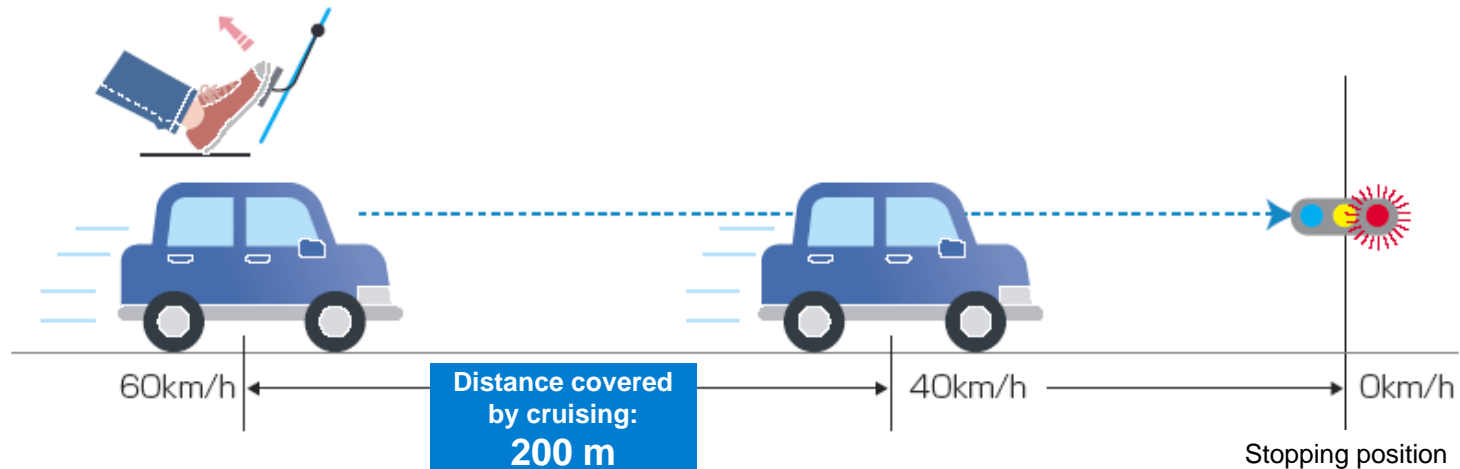 60km/h
Distance covered
by cruising:
200 m
40km/h
0km/h
Stopping position